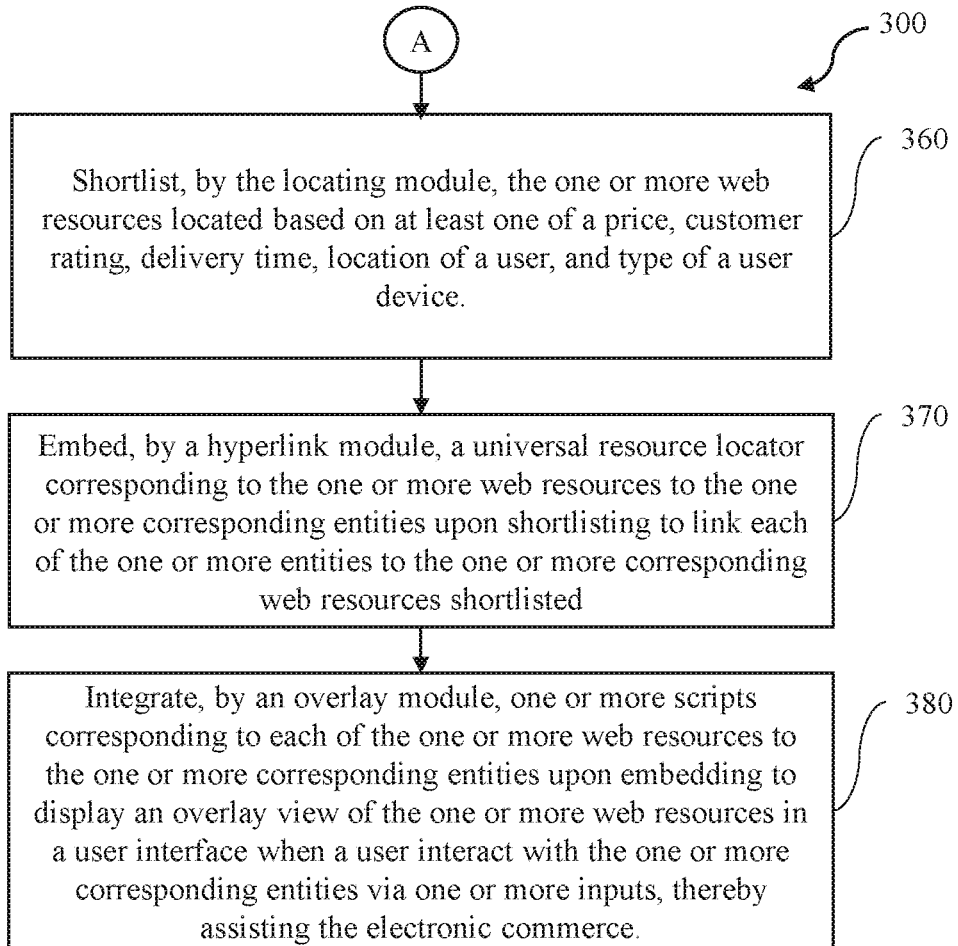 A
300
360
Shortlist, by the locating module, the one or more web
resources located based on at least one of a price, customer
rating, delivery time, location of a user, and type of a user
device.
370
Embed, by a hyperlink module, a universal resource locator
corresponding to the one or more web resources to the one
or more corresponding entities upon shortlisting to link each
of the one or more entities to the one or more corresponding
web resources shortlisted
380
Integrate, by an overlay module, one or more scripts
corresponding to each of the one or more web resources to
the one or more corresponding entities upon embedding to
display an overlay view of the one or more web resources in
a user interface when a user interact with the one or more
corresponding entities via one or more inputs, thereby
assisting the electronic commerce.